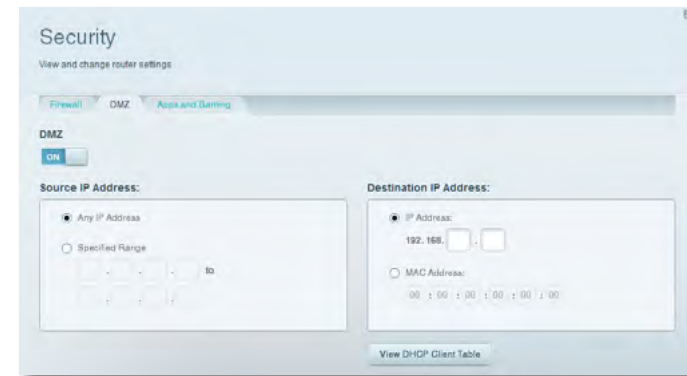 Security
View and change router settings
Firewall DMZ Apps and Gaming
DMZ
ON
Source IP Address:
Any IP Address
Specified Range
. . . to
. . .
Destination IP Address:
IP Address:
192. 168. .
MAC Address:
00 : 00 : 00 : 00 : 00 : 00
View DHCP Client Table